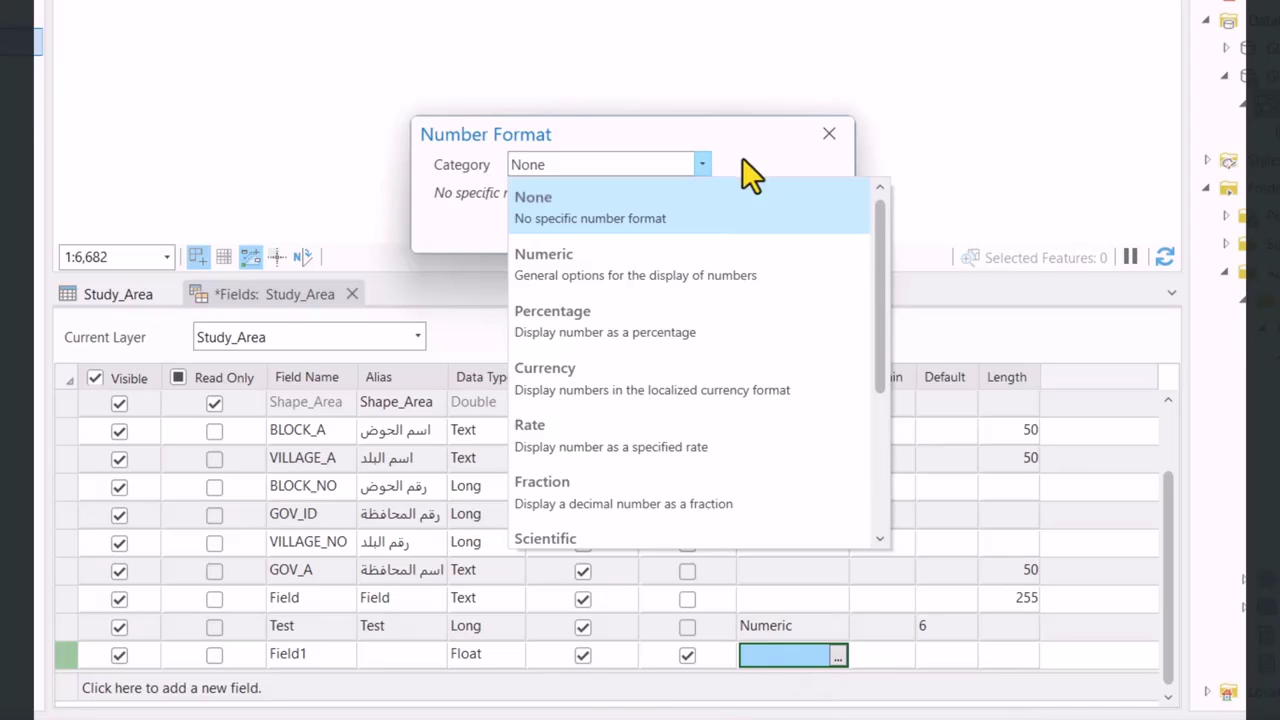 Number Format
Category None
No specific
None
No specific number format
Numeric
General options for the display of numbers
Percentage
Display number as a percentage
Currency
Display numbers in the localized currency format
Rate
Display number as a specified rate
Fraction
Display a decimal number as a fraction
Scientific
1:6,682
Selected Features: 0
Study_Area
*Fields: Study_Area
Current Layer Study_Area
Visible Read Only Field Name Alias Data Typ Default Length
Shape_Area Shape_Area Double
BLOCK_A اسم الحوض Text 50
VILLAGE_A اسم البلد Text 50
BLOCK_NO رقم الحوض Long
GOV_ID رقم المحافظة Long
VILLAGE_NO رقم البلد Long
GOV_A اسم المحافظة Text 50
Field Field Text 255
Test Test Long Numeric 6
Field1 Float ...
Click here to add a new field.